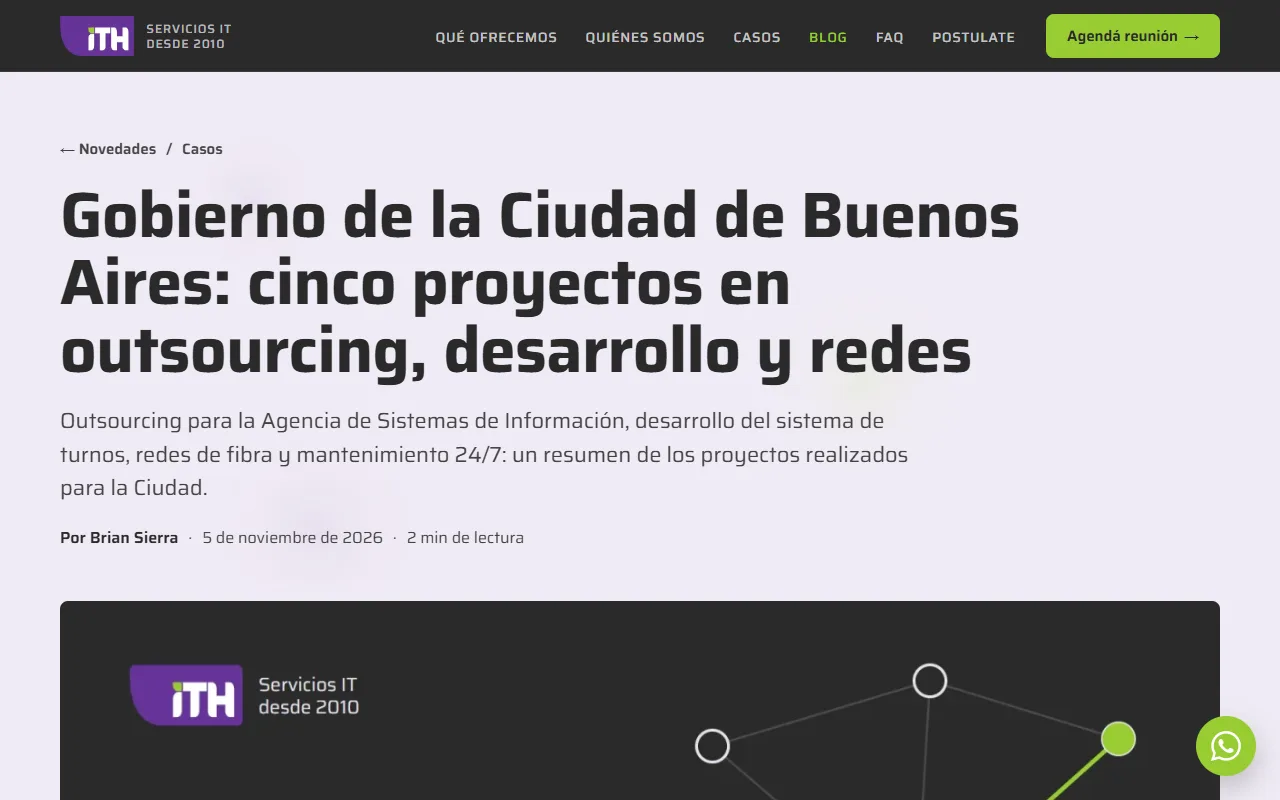 iTH
SERVICIOS IT
DESDE 2010
QUÉ OFRECEMOS
QUIÉNES SOMOS
CASOS
BLOG
FAQ
POSTULATE
Agendá reunión →
← Novedades / Casos
Gobierno de la Ciudad de Buenos
Aires: cinco proyectos en
outsourcing, desarrollo y redes
Outsourcing para la Agencia de Sistemas de Información, desarrollo del sistema de
turnos, redes de fibra y mantenimiento 24/7: un resumen de los proyectos realizados
para la Ciudad.
Por Brian Sierra · 5 de noviembre de 2026 · 2 min de lectura
iTH
Servicios IT
desde 2010